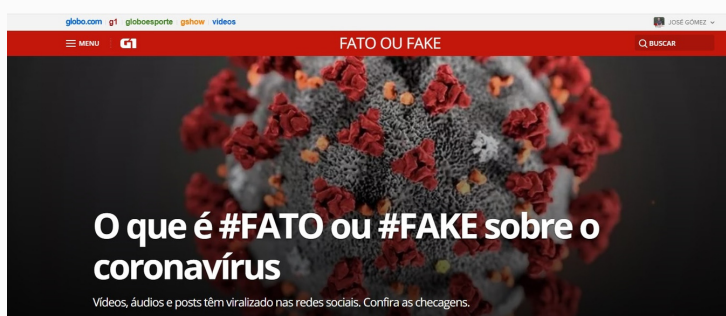 globo.com g1 globoesporte gshow vídeos JOSÉ GÓMEZ
MENU G1 FATO OU FAKE BUSCAR
O que é #FATO ou #FAKE sobre o
coronavírus
Vídeos, áudios e posts têm viralizado nas redes sociais. Confira as checagens.